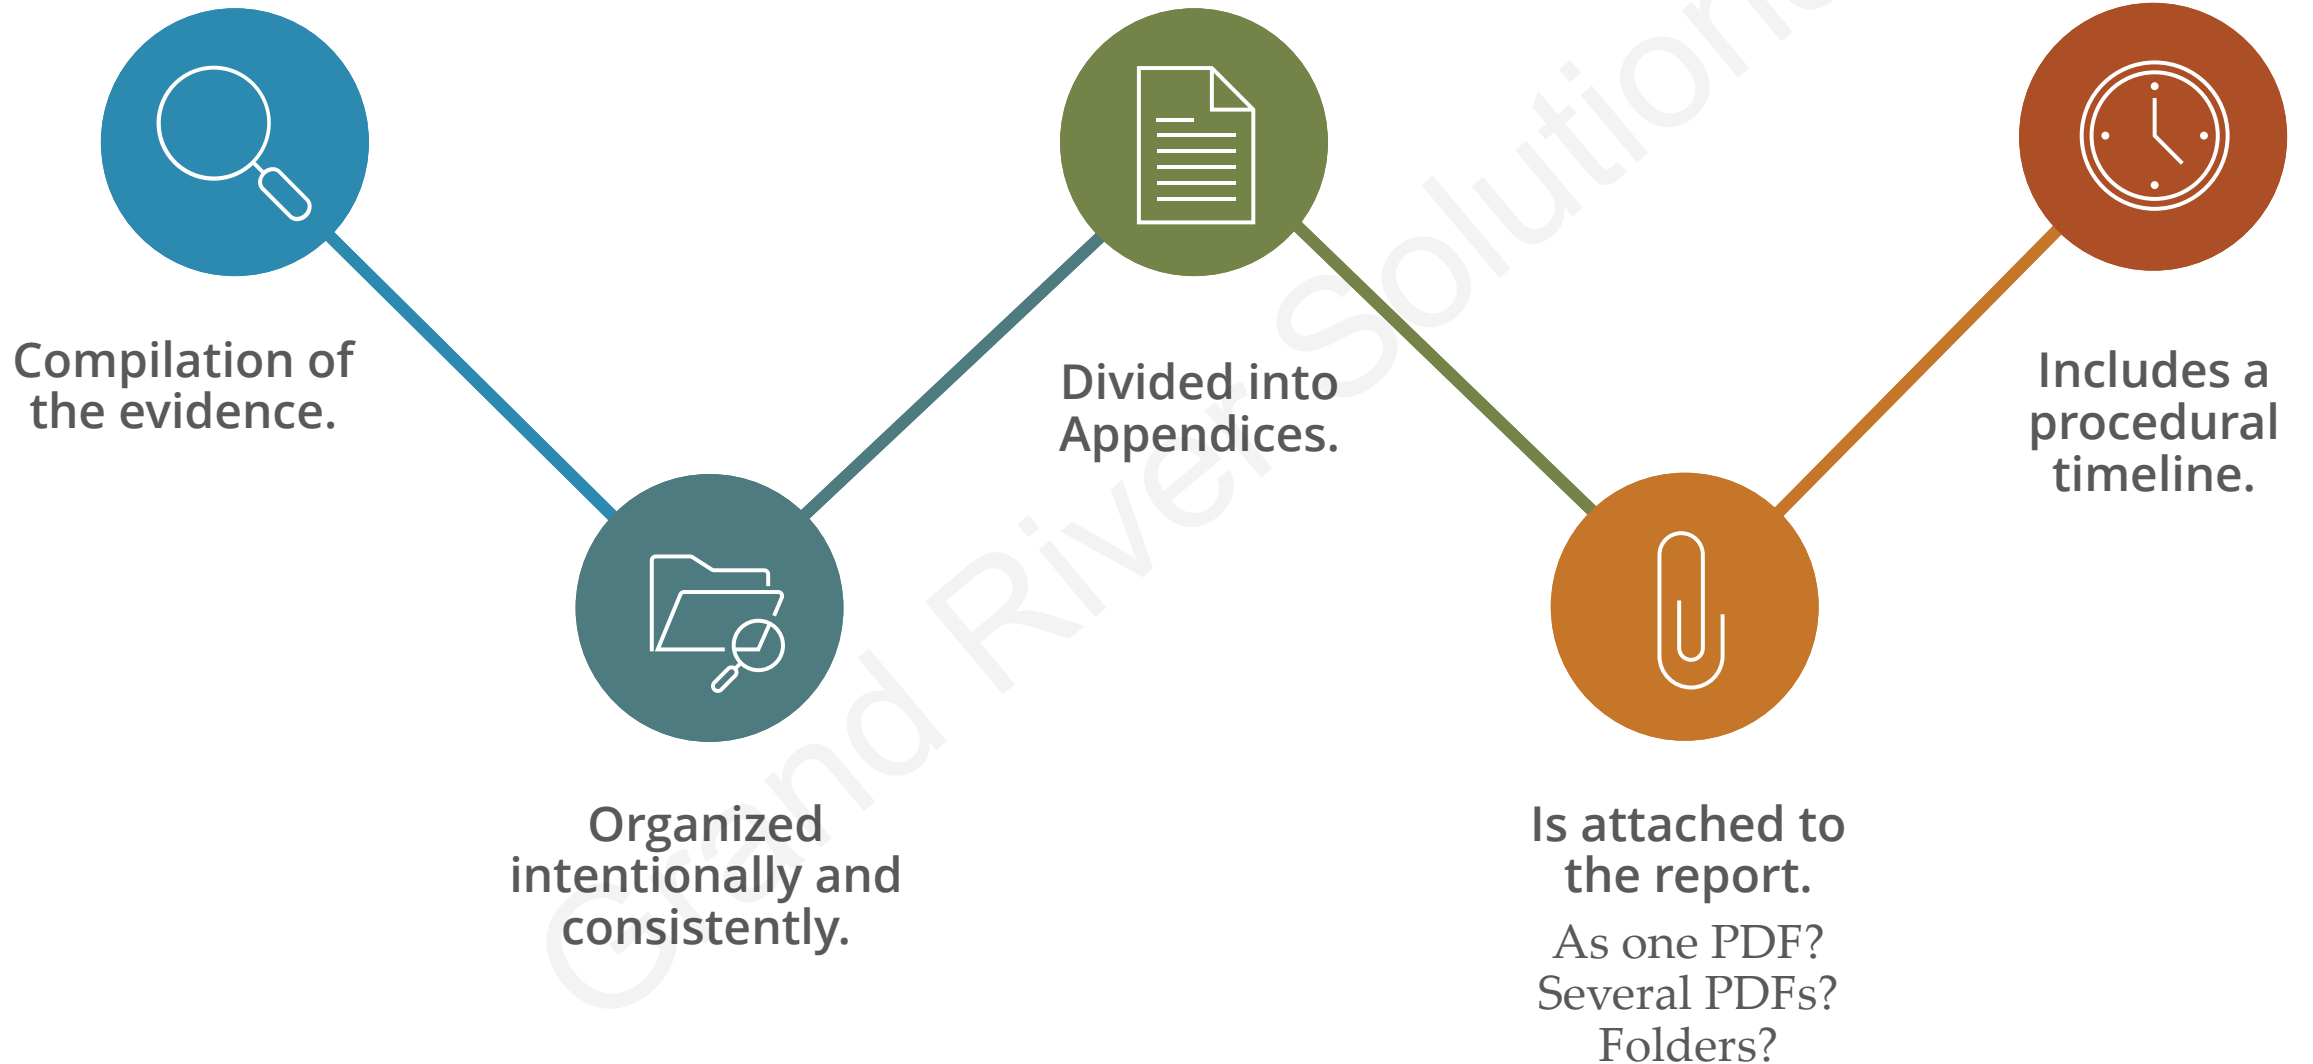 Compilation of
the evidence.
Organized
intentionally and
consistently.
Divided into
Appendices.
Is attached to
the report.
As one PDF?
Several PDFs?
Folders?
Includes a
procedural
timeline.
Grand River Solutions